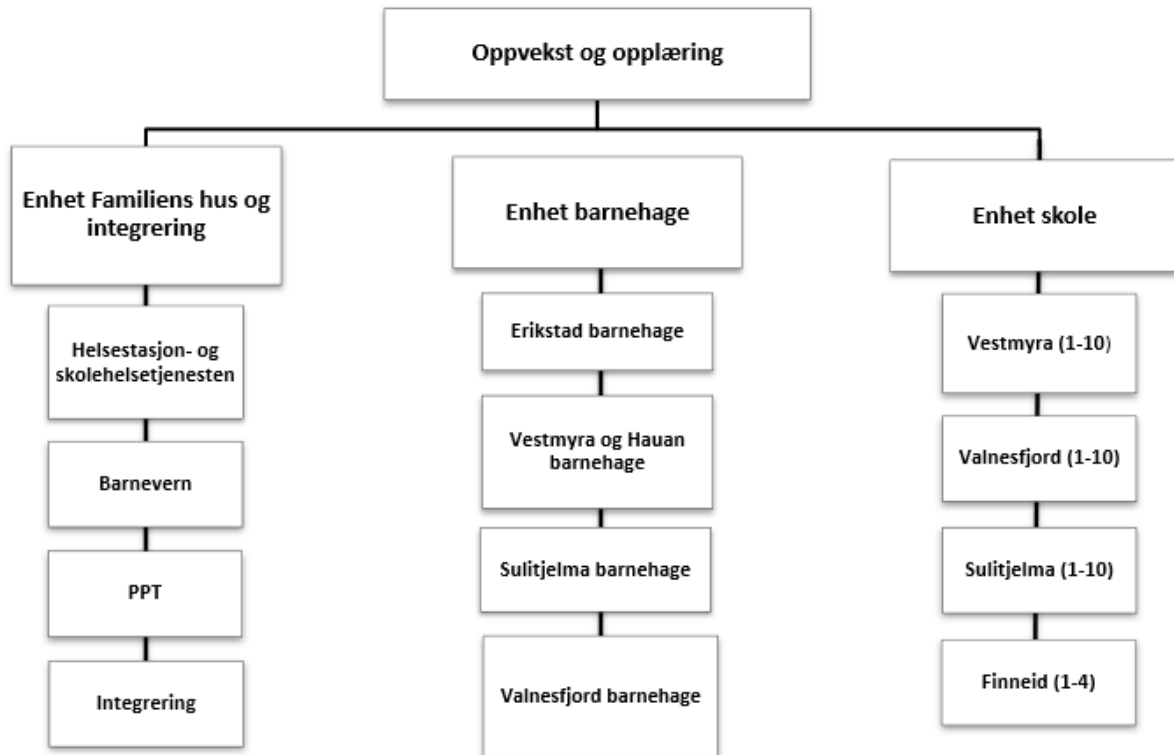 Oppvekst og opplæring
Enhet Familiens hus og
integrering
Helsestasjon- og
skolehelsetjenesten
Barnevern
PPT
Integrering
Enhet barnehage
Erikstad barnehage
Vestmyra og Hauan
barnehage
Sulitjelma barnehage
Valnesfjord barnehage
Enhet skole
Vestmyra (1-10)
Valnesfjord (1-10)
Sulitjelma (1-10)
Finneid (1-4)